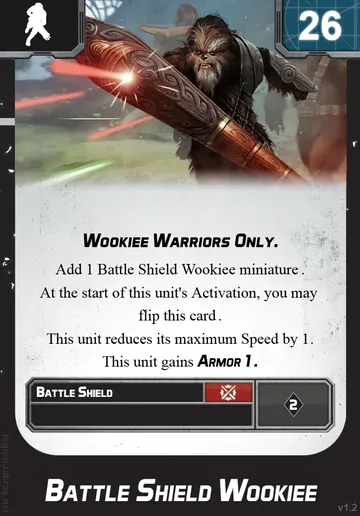 26
Wookiee Warriors Only.
Add 1 Battle Shield Wookiee miniature.
At the start of this unit's Activation, you may
flip this card.
This unit reduces its maximum Speed by 1.
This unit gains Armor 1.
Battle Shield
2
Battle Shield Wookiee
v1.2